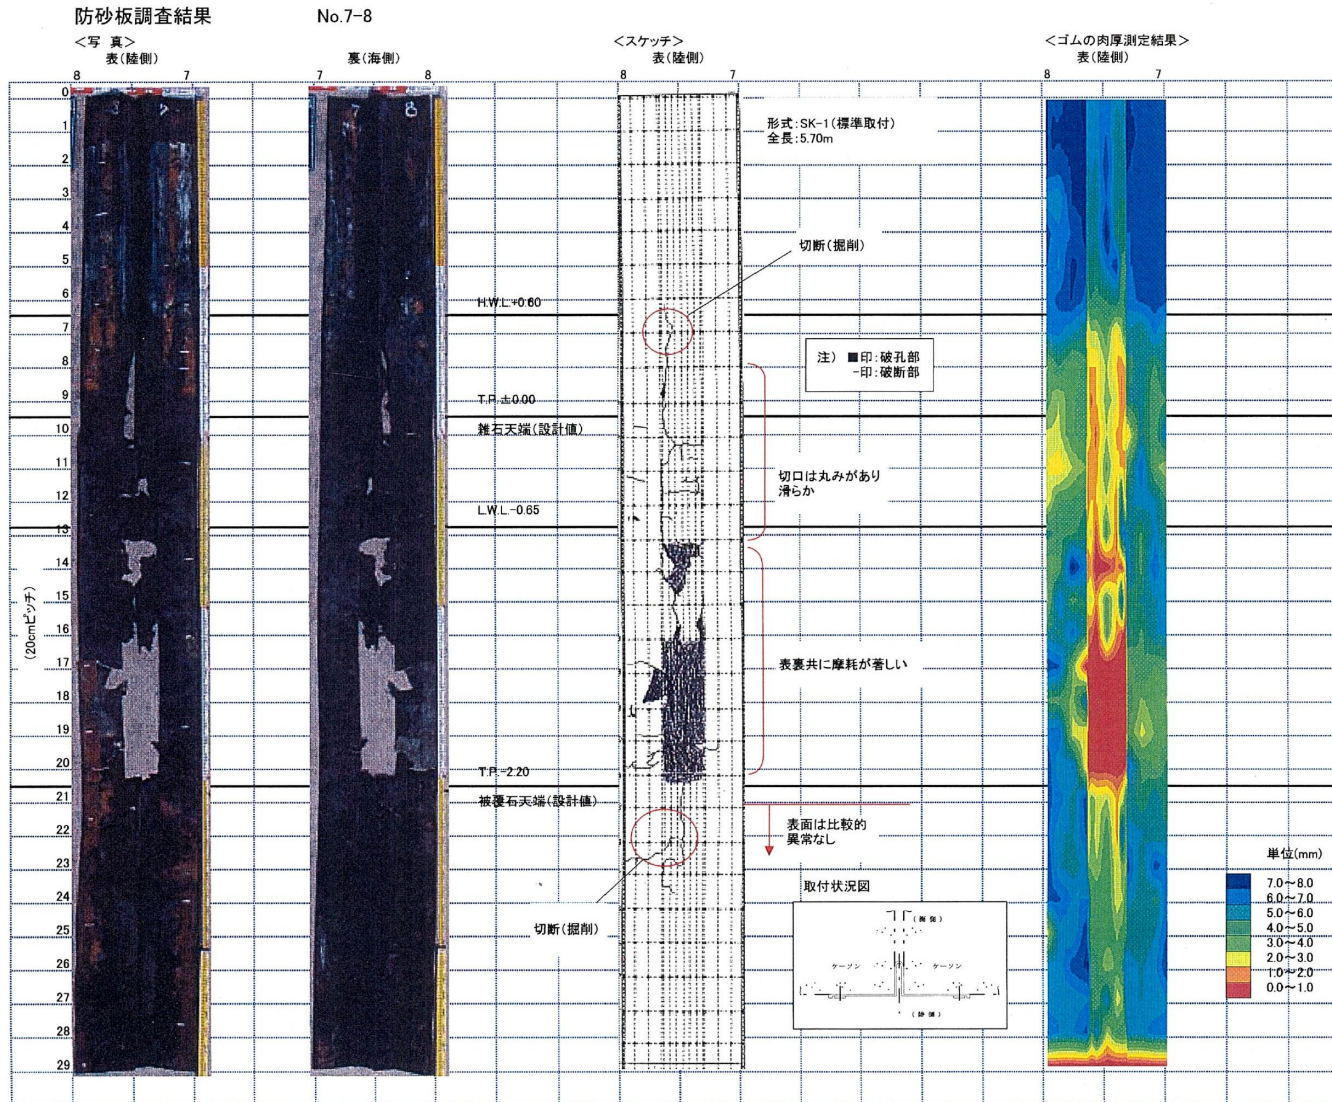 防砂板調査結果 No.7-8
<写 真>
表(陸側)
裏(海側)
<スケッチ>
表(陸側)
<ゴムの肉厚測定結果>
表(陸側)
8 7
7 8
8 7
8 7
7 8
0
1
2
3
4
5
6
7
8
9
10
11
12
13
14
15
16
17
18
19
20
21
22
23
24
25
26
27
28
29
(20cmピッチ)
形式:SK-1(標準取付)
全長:5.70m
切断(掘削)
H.W.L.+0.60
注) ■印:破孔部
-印:破断部
T.P.±0.00
雑石天端(設計値)
切口は丸みがあり
滑らか
L.W.L.-0.65
表裏共に摩耗が著しい
T.P.-2.20
被覆石天端(設計値)
表面は比較的
異常なし
切断(掘削)
取付状況図
(海側)
ケーソン ケーソン
(陸側)
単位(mm)
7.0~8.0
6.0~7.0
5.0~6.0
4.0~5.0
3.0~4.0
2.0~3.0
1.0~2.0
0.0~1.0